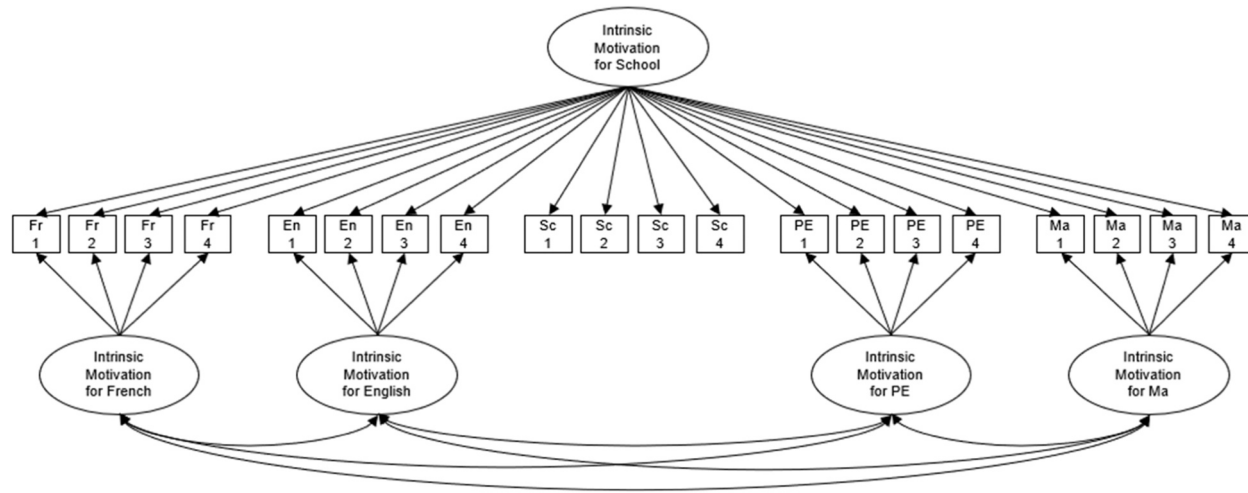 Intrinsic
Motivation
for School
Fr
1
Fr
2
Fr
3
Fr
4
En
1
En
2
En
3
En
4
Sc
1
Sc
2
Sc
3
Sc
4
PE
1
PE
2
PE
3
PE
4
Ma
1
Ma
2
Ma
3
Ma
4
Intrinsic
Motivation
for French
Intrinsic
Motivation
for English
Intrinsic
Motivation
for PE
Intrinsic
Motivation
for Ma